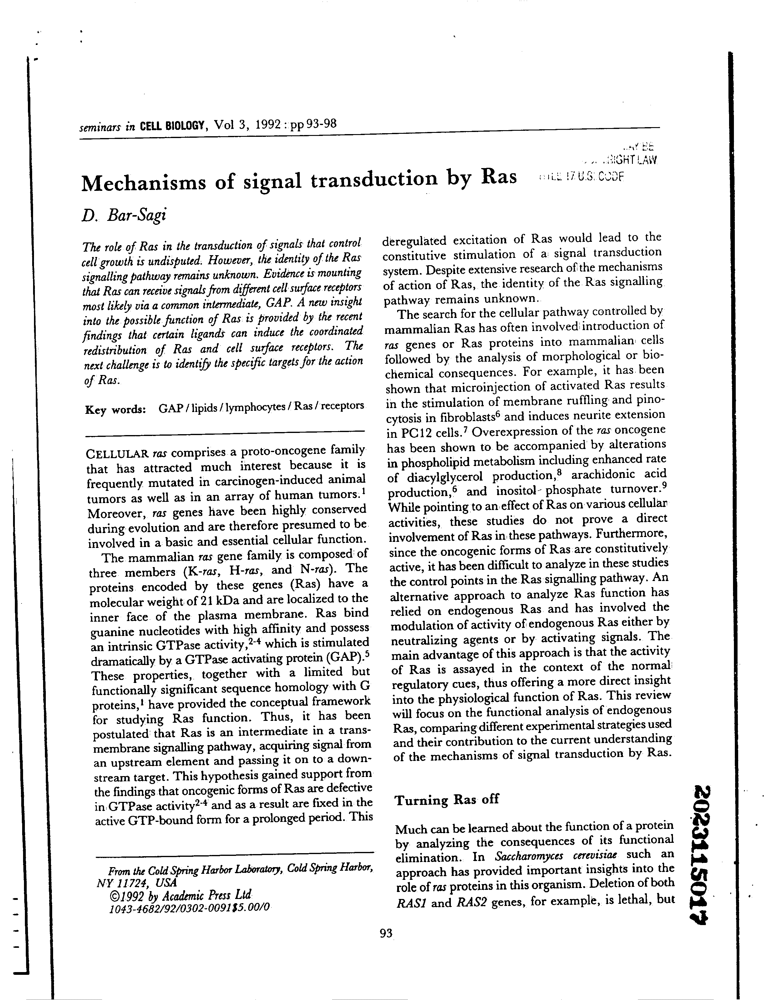 seminars in CELL BIOLOGY, Vol 3, 1992 : pp 93-98
RIGHT LAW
17 U.S. CODE
Mechanisms of signal transduction by Ras
D. Bar-Sagi
The role of Ras in the transduction of signals that control
cell growth is undisputed. However, the identity of the Ras
signalling pathway remains unknown. Evidence is mounting
that Ras can receive signals from different cell surface receptors
most likely via a common intermediate, GAP. A new insight
into the possible function of Ras is provided by the recent
findings that certain ligands can induce the coordinated
redistribution of Ras and cell surface receptors. The
next challenge is to identify the specific targets for the action
of Ras.
Key words: GAP / lipids / lymphocytes / Ras / receptors
CELLULAR ras comprises a proto-oncogene family
that has attracted much interest because it is
frequently mutated in carcinogen-induced animal
tumors as well as in an array of human tumors.1
Moreover, ras genes have been highly conserved
during evolution and are therefore presumed to be
involved in a basic and essential cellular function.
The mammalian ras gene family is composed of
three members (K-ras, H-ras, and N-ras). The
proteins encoded by these genes (Ras) have a
molecular weight of 21 kDa and are localized to the
inner face of the plasma membrane. Ras bind
guanine nucleotides with high affinity and possess
an intrinsic GTPase activity,2-4 which is stimulated
dramatically by a GTPase activating protein (GAP).5
These properties, together with a limited but
functionally significant sequence homology with G
proteins,1 have provided the conceptual framework
for studying Ras function. Thus, it has been
postulated that Ras is an intermediate in a trans-
membrane signalling pathway, acquiring signal from
an upstream element and passing it on to a down-
stream target. This hypothesis gained support from
the findings that oncogenic forms of Ras are defective
in GTPase activity2-4 and as a result are fixed in the
active GTP-bound form for a prolonged period. This
From the Cold Spring Harbor Laboratory, Cold Spring Harbor,
NY 11724, USA
©1992 by Academic Press Ltd
1043-4682/92/0302-0091$5.00/0
deregulated excitation of Ras would lead to the
constitutive stimulation of a signal transduction
system. Despite extensive research of the mechanisms
of action of Ras, the identity of the Ras signalling
pathway remains unknown.
The search for the cellular pathway controlled by
mammalian Ras has often involved introduction of
ras genes or Ras proteins into mammalian cells
followed by the analysis of morphological or bio-
chemical consequences. For example, it has been
shown that microinjection of activated Ras results
in the stimulation of membrane ruffling and pino-
cytosis in fibroblasts6 and induces neurite extension
in PC12 cells.7 Overexpression of the ras oncogene
has been shown to be accompanied by alterations
in phospholipid metabolism including enhanced rate
of diacylglycerol production,8 arachidonic acid
production,6 and inositol phosphate turnover.9
While pointing to an effect of Ras on various cellular
activities, these studies do not prove a direct
involvement of Ras in these pathways. Furthermore,
since the oncogenic forms of Ras are constitutively
active, it has been difficult to analyze in these studies
the control points in the Ras signalling pathway. An
alternative approach to analyze Ras function has
relied on endogenous Ras and has involved the
modulation of activity of endogenous Ras either by
neutralizing agents or by activating signals. The
main advantage of this approach is that the activity
of Ras is assayed in the context of the normal
regulatory cues, thus offering a more direct insight
into the physiological function of Ras. This review
will focus on the functional analysis of endogenous
Ras, comparing different experimental strategies used
and their contribution to the current understanding
of the mechanisms of signal transduction by Ras.
Turning Ras off
Much can be learned about the function of a protein
by analyzing the consequences of its functional
elimination. In Saccharomyces cerevisiae such an
approach has provided important insights into the
role of ras proteins in this organism. Deletion of both
RAS1 and RAS2 genes, for example, is lethal, but
93
2023115017